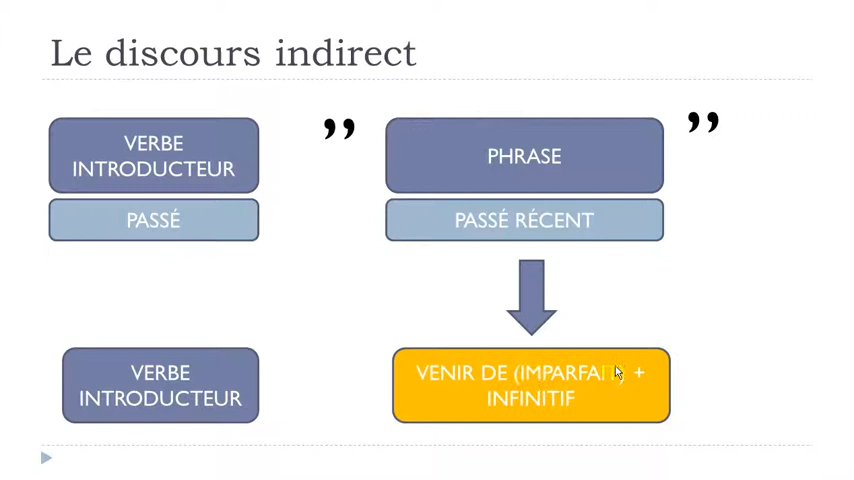 Le discours indirect
VERBE
INTRODUCTEUR
” PHRASE ”
PASSÉ
PASSÉ RÉCENT
VERBE
INTRODUCTEUR
VENIR DE (IMPARFAIT) +
INFINITIF